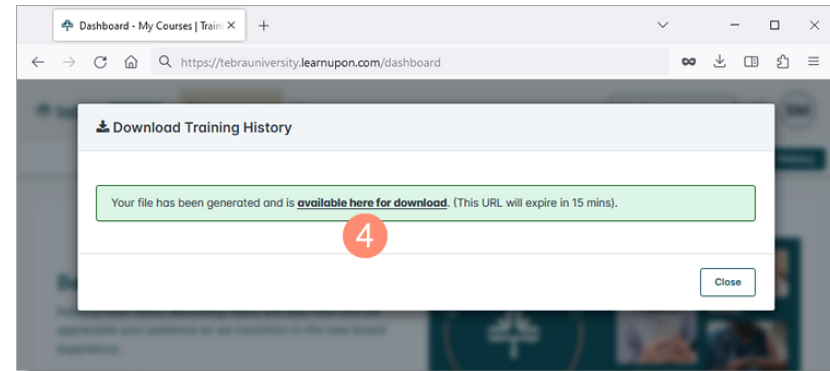 Dashboard - My Courses | Traini
https://tebrauniversity.learnupon.com/dashboard
Download Training History
Your file has been generated and is available here for download. (This URL will expire in 15 mins).
4
Close